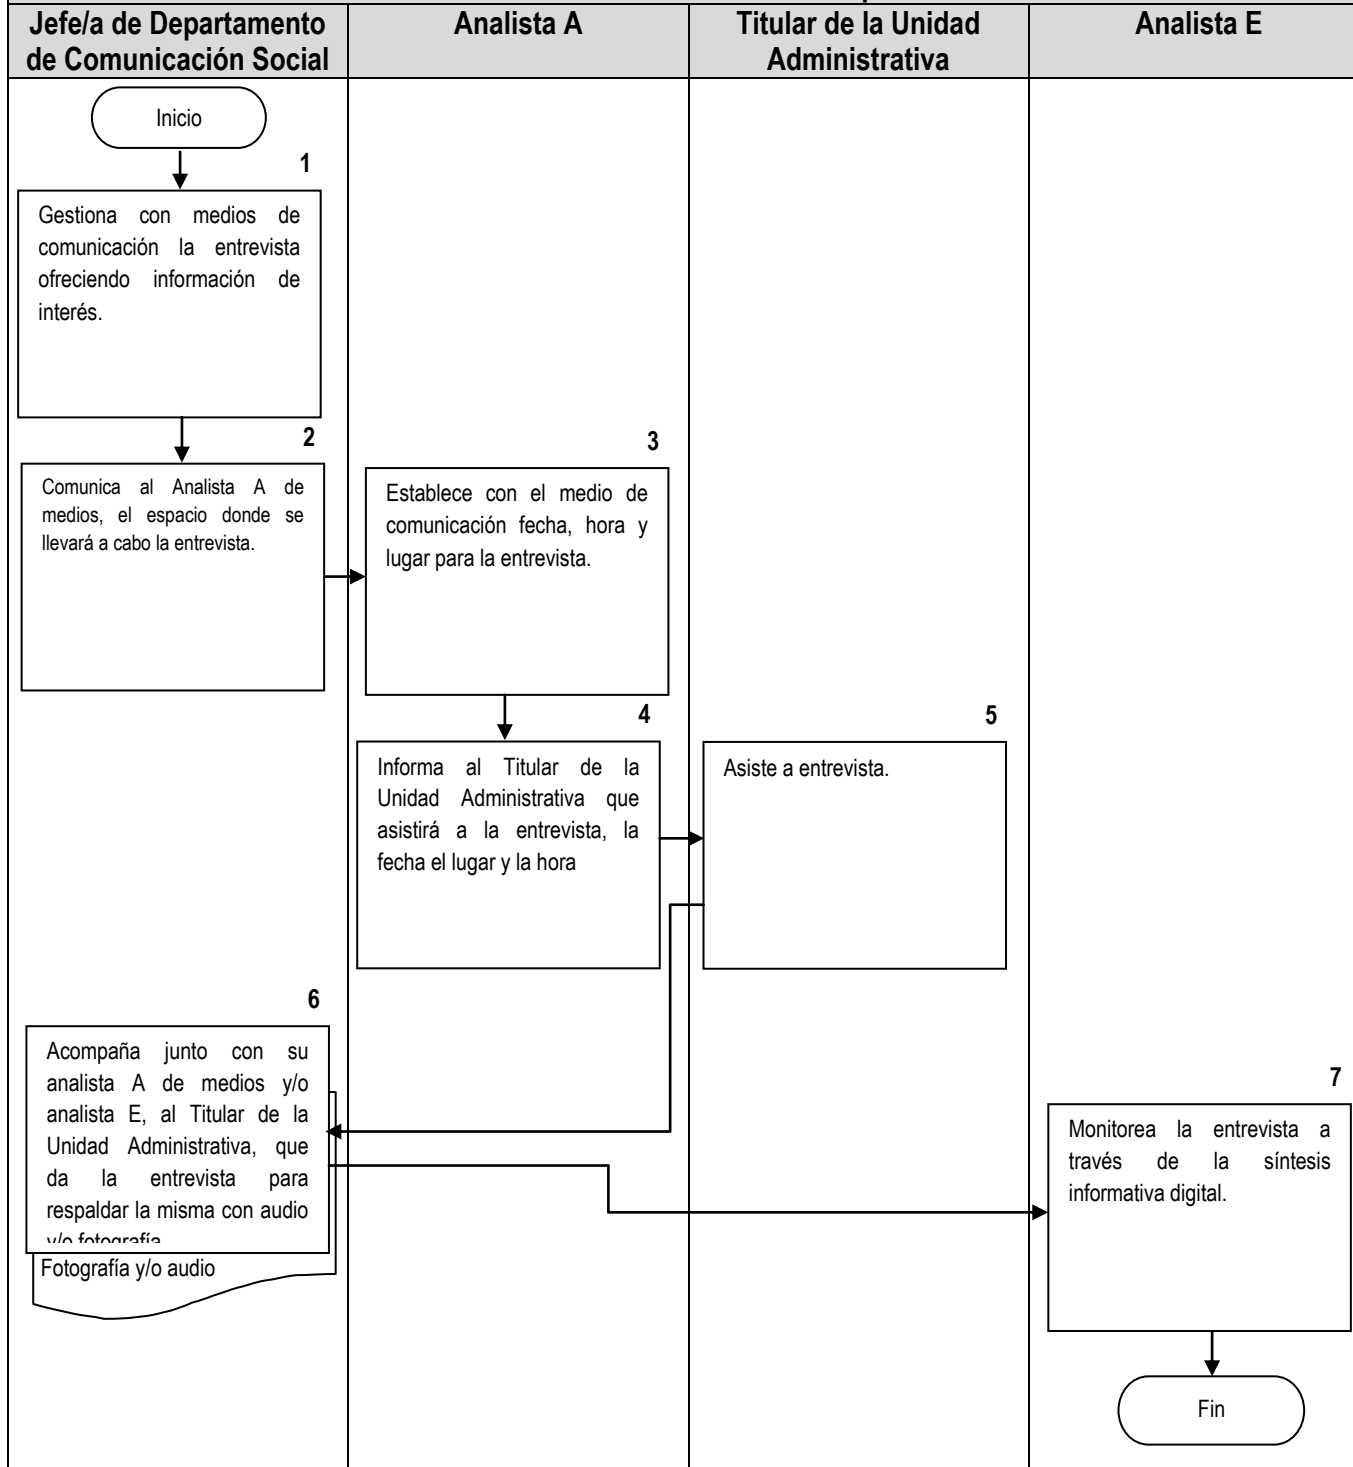 Jefe/a de Departamento
de Comunicación Social
Analista A
Titular de la Unidad
Administrativa
Analista E
Inicio
1
Gestiona con medios de
comunicación la entrevista
ofreciendo información de
interés.
2
Comunica al Analista A de
medios, el espacio donde se
llevará a cabo la entrevista.
3
Establece con el medio de
comunicación fecha, hora y
lugar para la entrevista.
4
Informa al Titular de la
Unidad Administrativa que
asistirá a la entrevista, la
fecha el lugar y la hora
5
Asiste a entrevista.
6
Acompaña junto con su
analista A de medios y/o
analista E, al Titular de la
Unidad Administrativa, que
da la entrevista para
respaldar la misma con audio
y/o fotografía
Fotografía y/o audio
7
Monitorea la entrevista a
través de la síntesis
informativa digital.
Fin